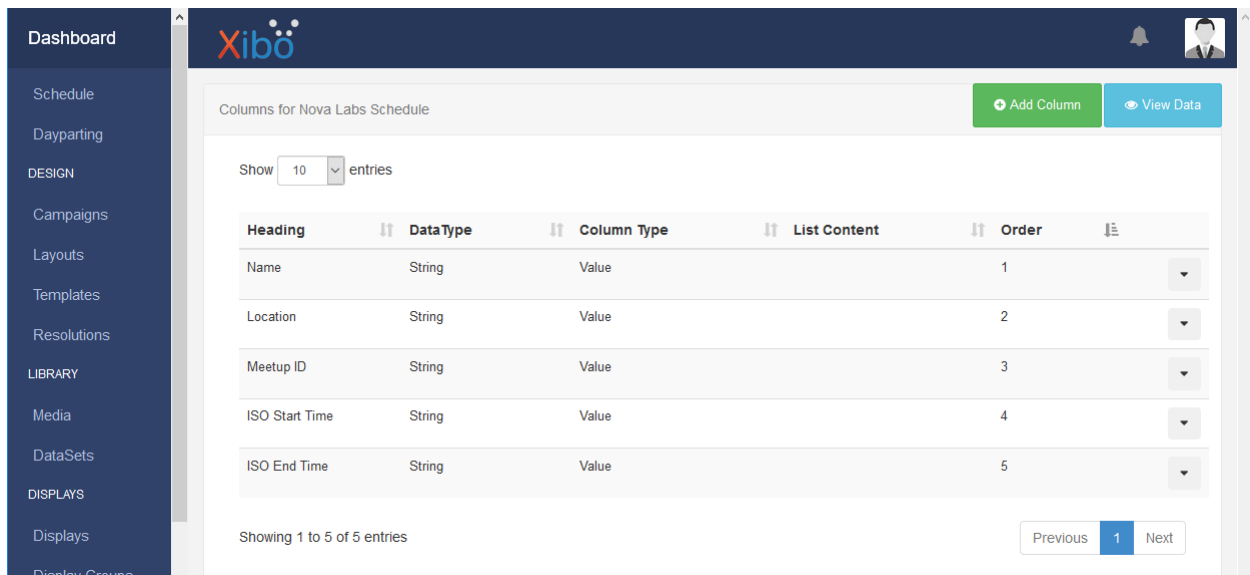 Dashboard
Xibo
Schedule
Columns for Nova Labs Schedule
Add Column
View Data
Dayparting
DESIGN
Show 10 entries
Campaigns
Heading DataType Column Type List Content Order
Layouts
Name String Value 1
Templates
Location String Value 2
Resolutions
LIBRARY
Meetup ID String Value 3
Media
ISO Start Time String Value 4
DataSets
ISO End Time String Value 5
DISPLAYS
Displays
Showing 1 to 5 of 5 entries
Previous 1 Next
Display Groups